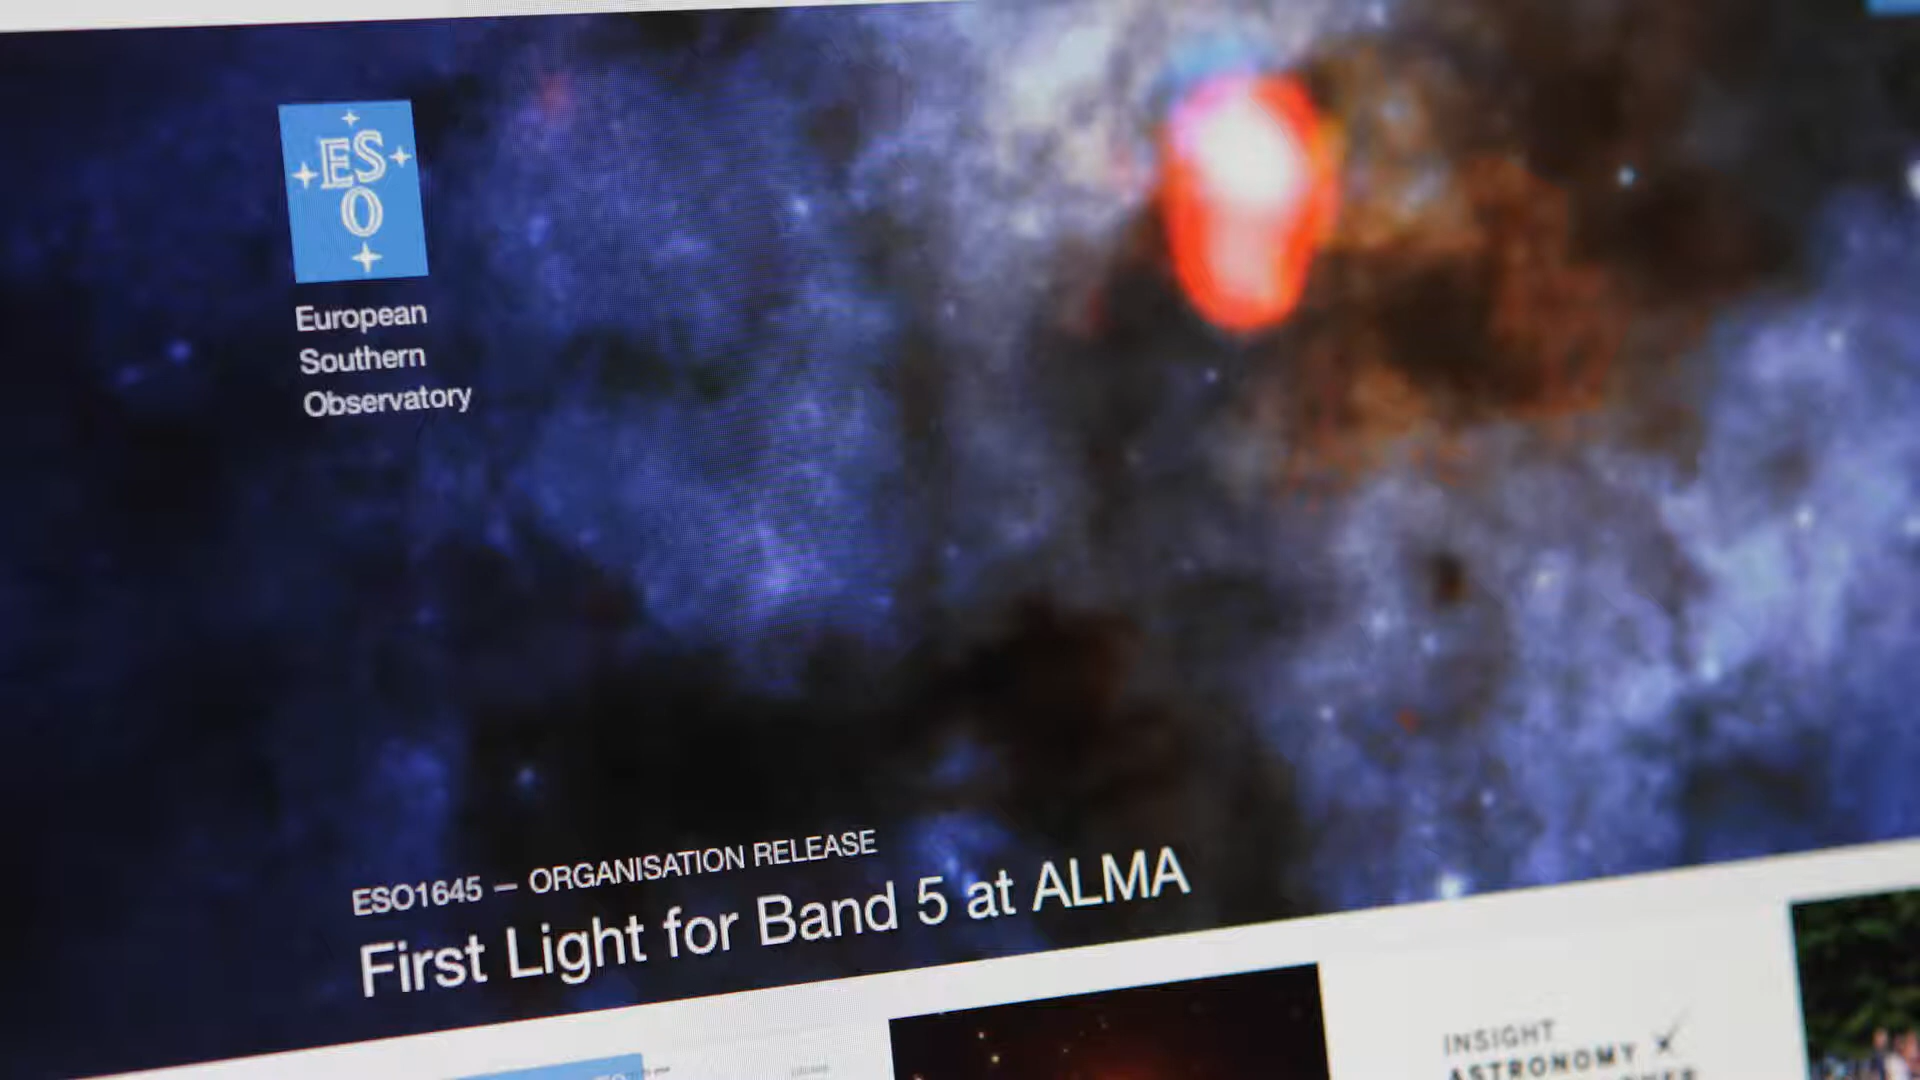 ES
O
European
Southern
Observatory
ESO1645 – ORGANISATION RELEASE
First Light for Band 5 at ALMA
INSIGHT
ASTRONOMY